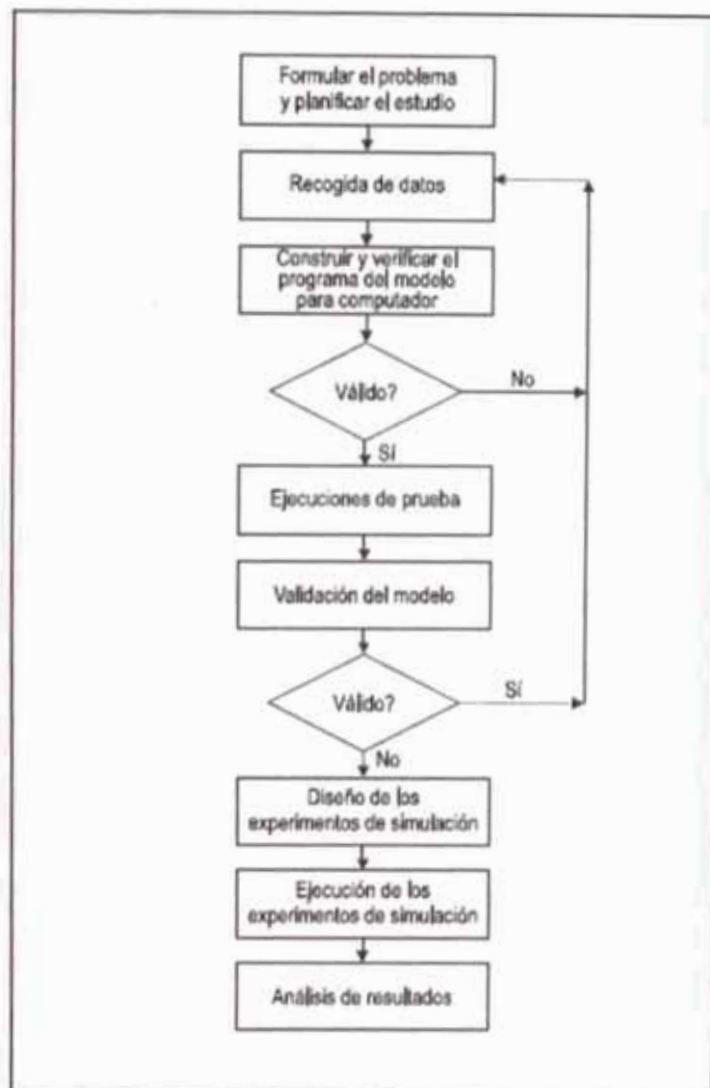 Formular el problema
y planificar el estudio
Recogida de datos
Construir y verificar el
programa del modelo
para computador
Válido?
No
Sí
Ejecuciones de prueba
Validación del modelo
Válido?
Sí
No
Diseño de los
experimentos de simulación
Ejecución de los
experimentos de simulación
Análisis de resultados